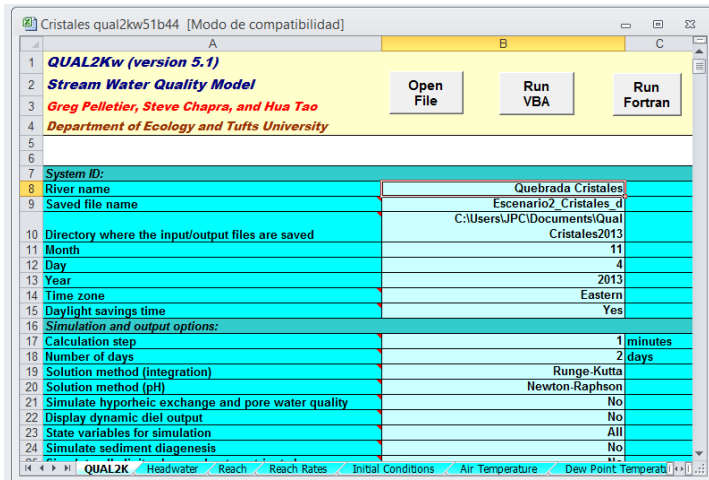 Cristales qual2kw51b44 [Modo de compatibilidad]
A B C
1 QUAL2Kw (version 5.1)
2 Stream Water Quality Model
3 Greg Pelletier, Steve Chapra, and Hua Tao
4 Department of Ecology and Tufts University
Open File
Run VBA
Run Fortran
5
6
7 System ID:
8 River name Quebrada Cristales
9 Saved file name Escenario2_Cristales_d
C:\Users\JPC\Documents\Qual
10 Directory where the input/output files are saved Cristales2013
11 Month 11
12 Day 4
13 Year 2013
14 Time zone Eastern
15 Daylight savings time Yes
16 Simulation and output options:
17 Calculation step 1 minutes
18 Number of days 2 days
19 Solution method (integration) Runge-Kutta
20 Solution method (pH) Newton-Raphson
21 Simulate hyporheic exchange and pore water quality No
22 Display dynamic diel output No
23 State variables for simulation All
24 Simulate sediment diagenesis No
QUAL2K Headwater Reach Reach Rates Initial Conditions Air Temperature Dew Point Temperat